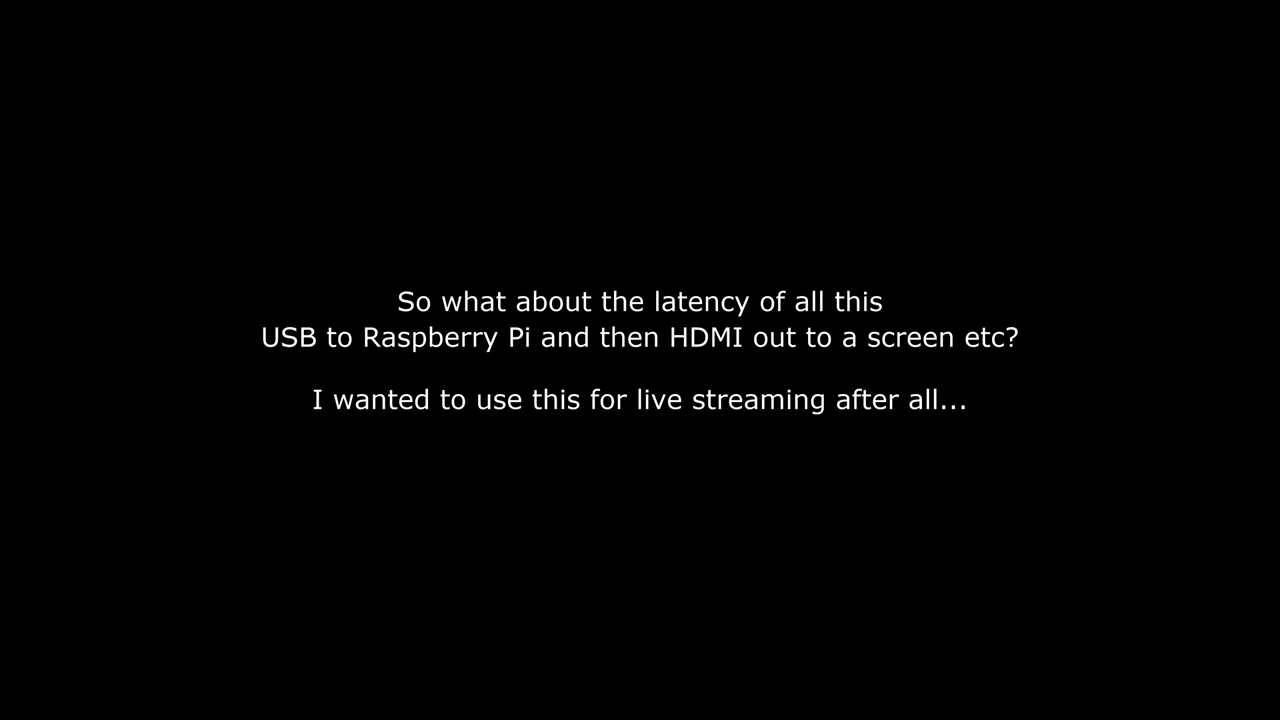 So what about the latency of all this
USB to Raspberry Pi and then HDMI out to a screen etc?
I wanted to use this for live streaming after all...